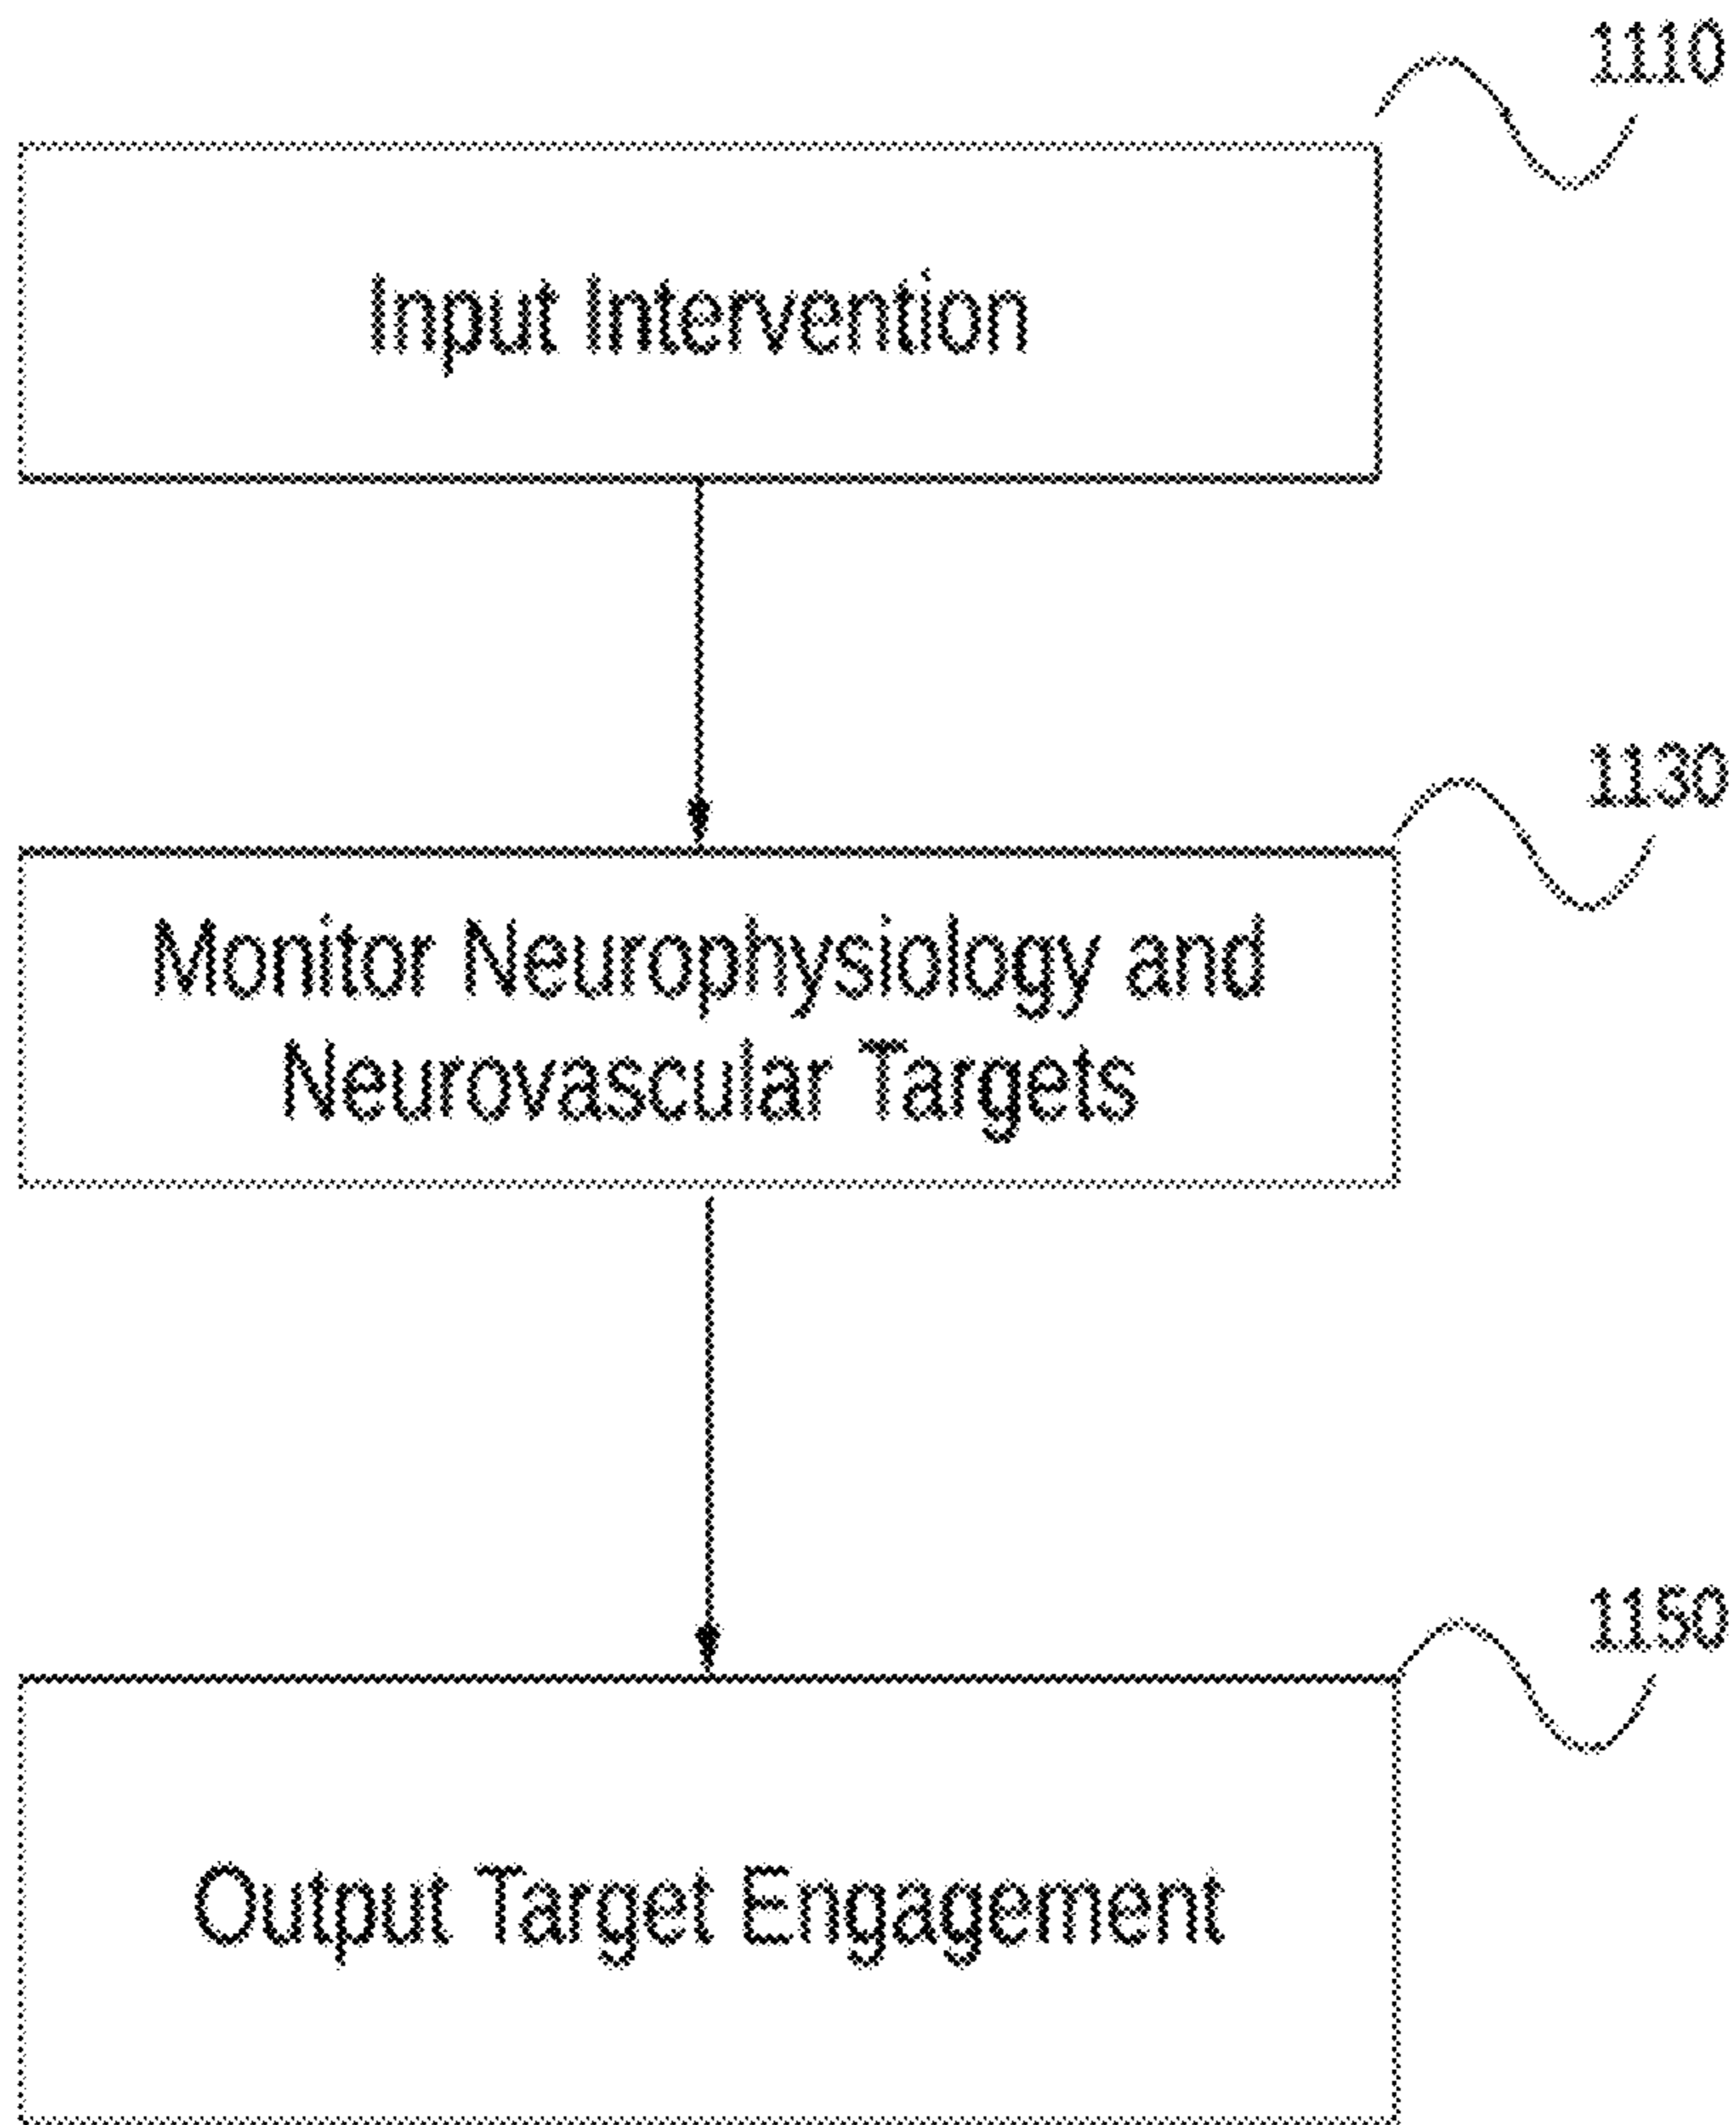 1110
Input Intervention
1130
Monitor Neurophysiology and
Neurovascular Targets
1150
Output Target Engagement